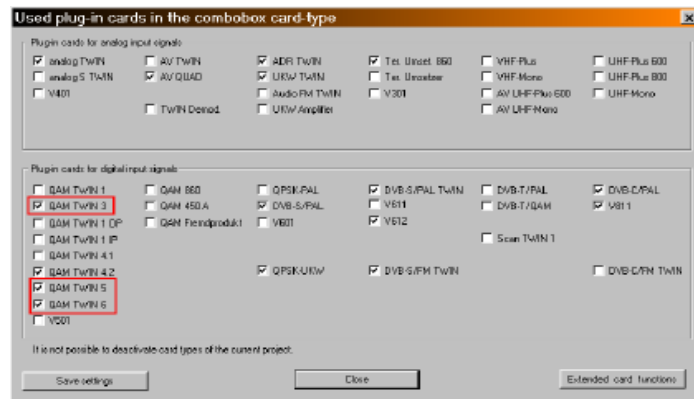 Used plug-in cards in the combobox card-type
Plug-in cards for analog input signals
analog TWIN
AV TWIN
ADR TWIN
Ter. Umset. 860
VHF-Plus
UHF-Plus 600
analog S TWIN
AV QUAD
UKW TWIN
Ter. Umsetzer
VHF-Mono
UHF-Plus 800
V401
Audio FM TWIN
V301
AV UHF-Plus 600
UHF-Mono
TWIN Demod.
UKW Amplifier
AV UHF-Mono
Plug-in cards for digital input signals
QAM TWIN 1
QAM 860
QPSK-PAL
DVB-S/PAL TWIN
DVB-T/PAL
DVB-C/PAL
QAM TWIN 3
QAM 450.A
DVB-S/PAL
V611
DVB-T/QAM
V811
QAM TWIN 1 DP
QAM Fremdprodukt
V601
V612
QAM TWIN 1 IP
Scan TWIN 1
QAM TWIN 4.1
QAM TWIN 4.2
QPSK-UKW
DVB-S/FM TWIN
DVB-C/FM TWIN
QAM TWIN 5
QAM TWIN 6
V501
It is not possible to deactivate card types of the current project.
Save settings
Close
Extended card functions